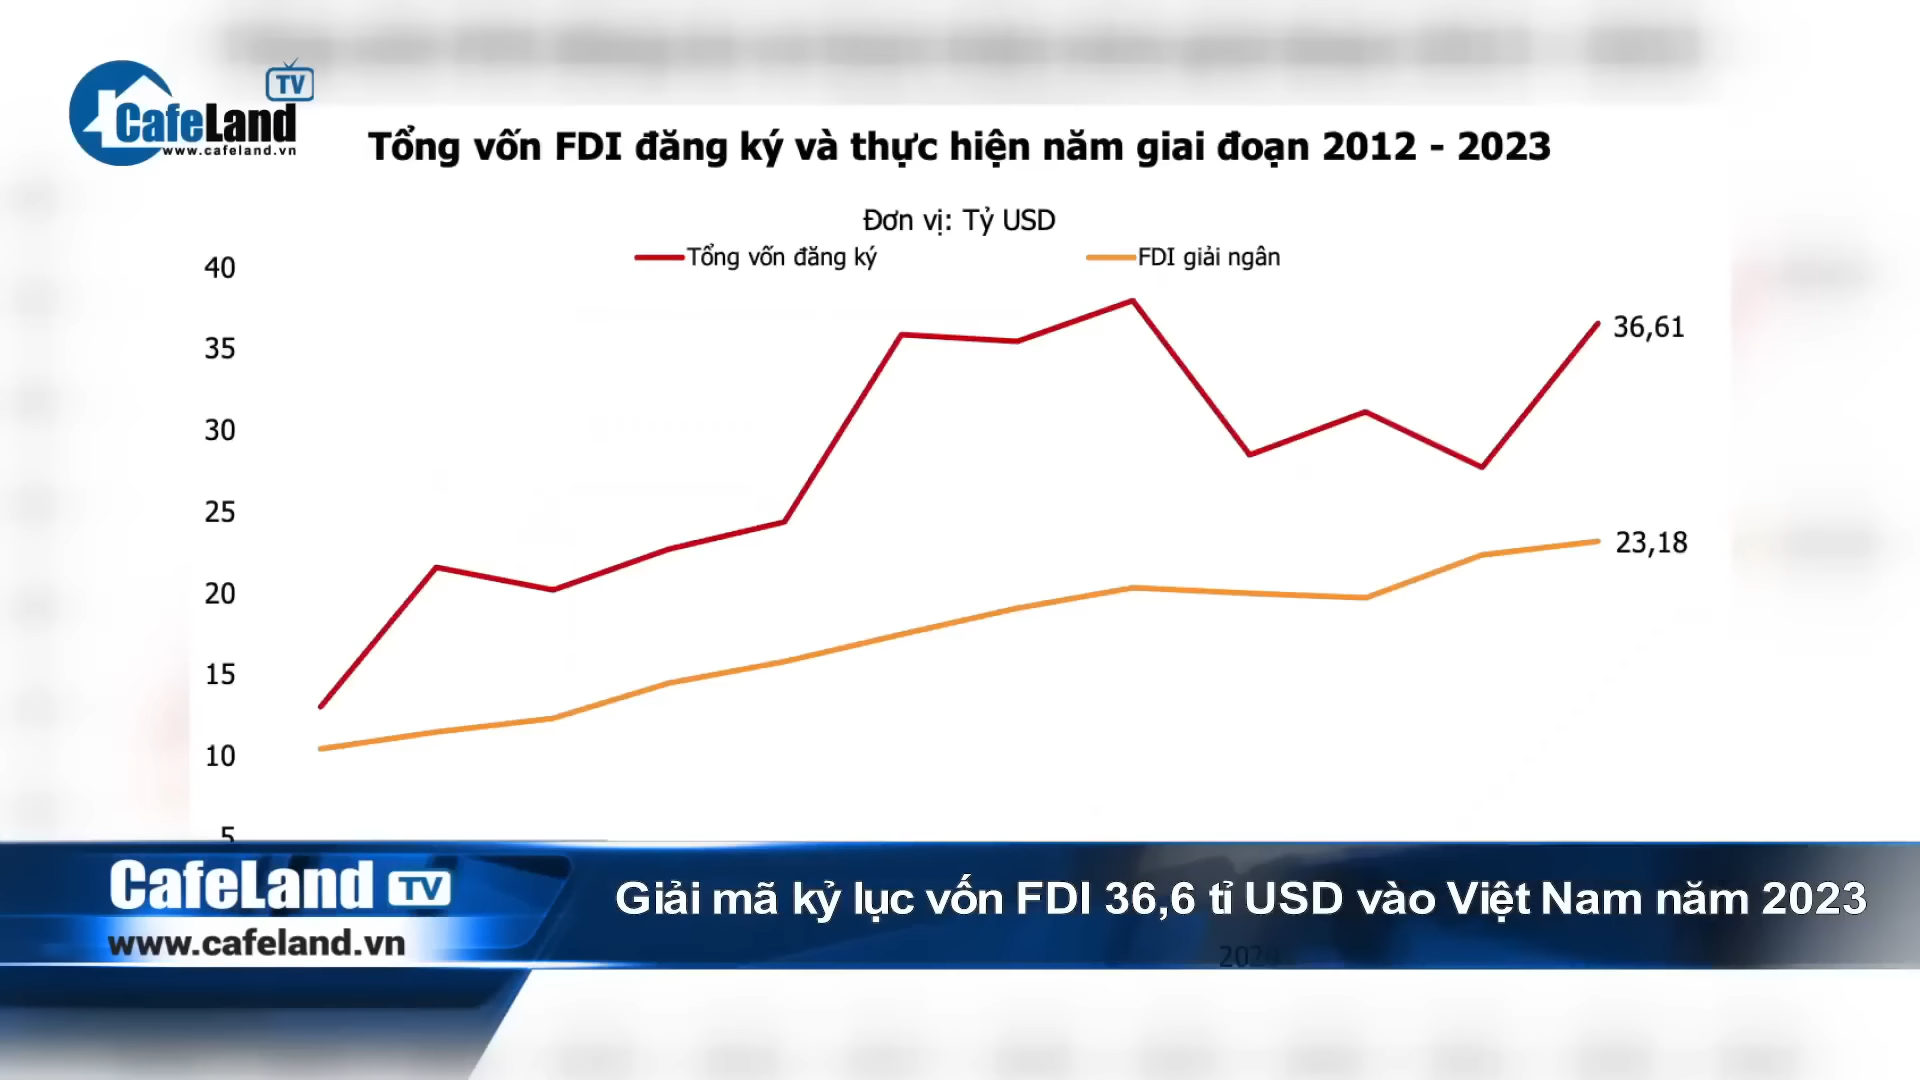 TV
CafeLand
www.cafeland.vn
Tổng vốn FDI đăng ký và thực hiện năm giai đoạn 2012 - 2023
Đơn vị: Tỷ USD
Tổng vốn đăng ký
FDI giải ngân
40
35
30
25
20
15
10
5
36,61
23,18
CafeLand TV
www.cafeland.vn
Giải mã kỷ lục vốn FDI 36,6 tỉ USD vào Việt Nam năm 2023
2020